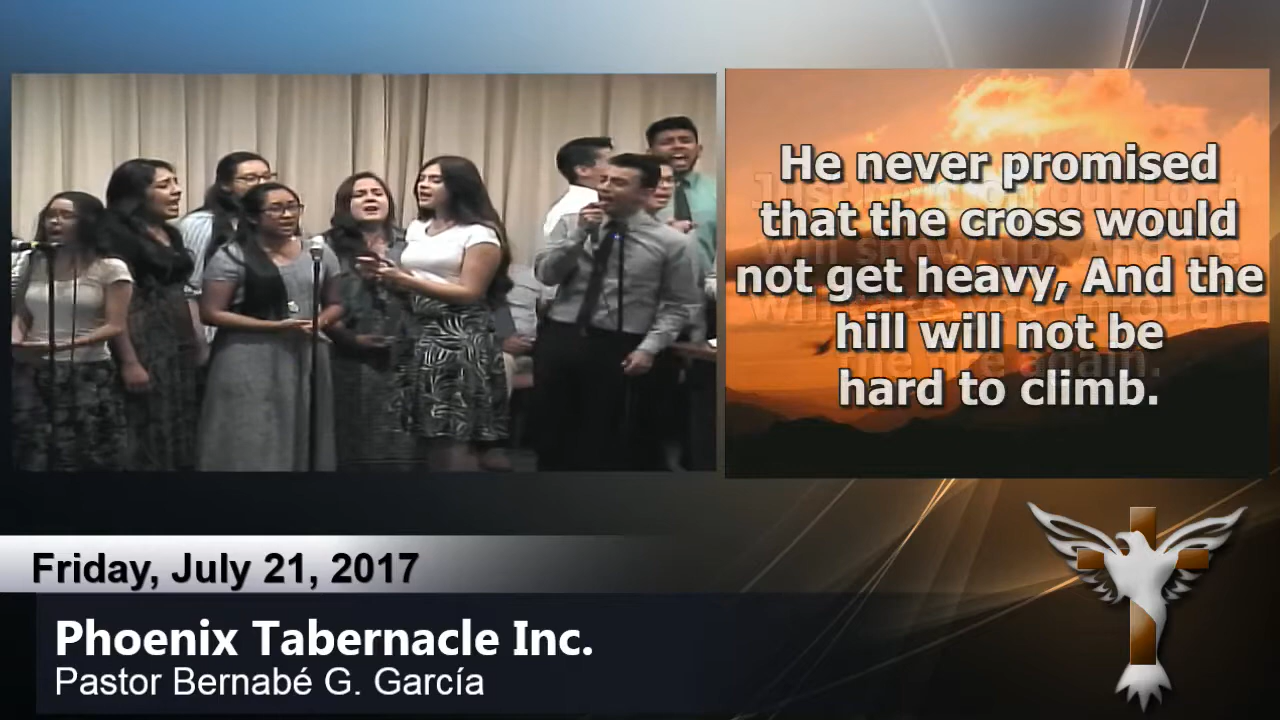 He never promised
that the cross would
not get heavy, And the
hill will not be
hard to climb.
Friday, July 21, 2017
Phoenix Tabernacle Inc.
Pastor Bernabé G. García